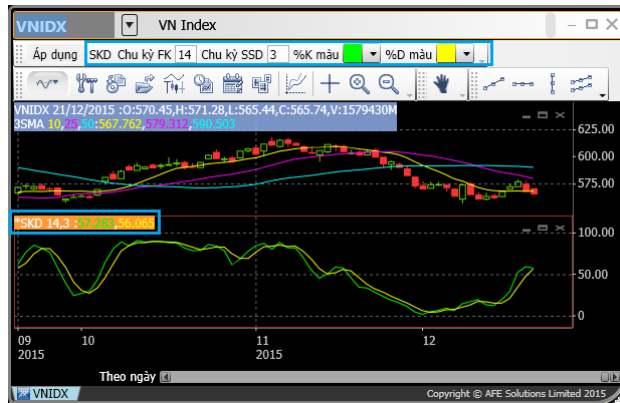 VNIDX VN Index
Áp dụng SKD Chu kỳ FK 14 Chu kỳ SSD 3 %K màu %D màu
VNIDX 21/12/2015 :O:570.45,H:571.28,L:565.44,C:565.74,V:1579430M
3SMA 10,25,50:567.762,579.312,590.503
625.00
600.00
575.00
*SKD 14,3 :57.283,56.065
100.00
50.00
0
09 10 11 12
2015 2015
Theo ngày
VNIDX Copyright © AFE Solutions Limited 2015